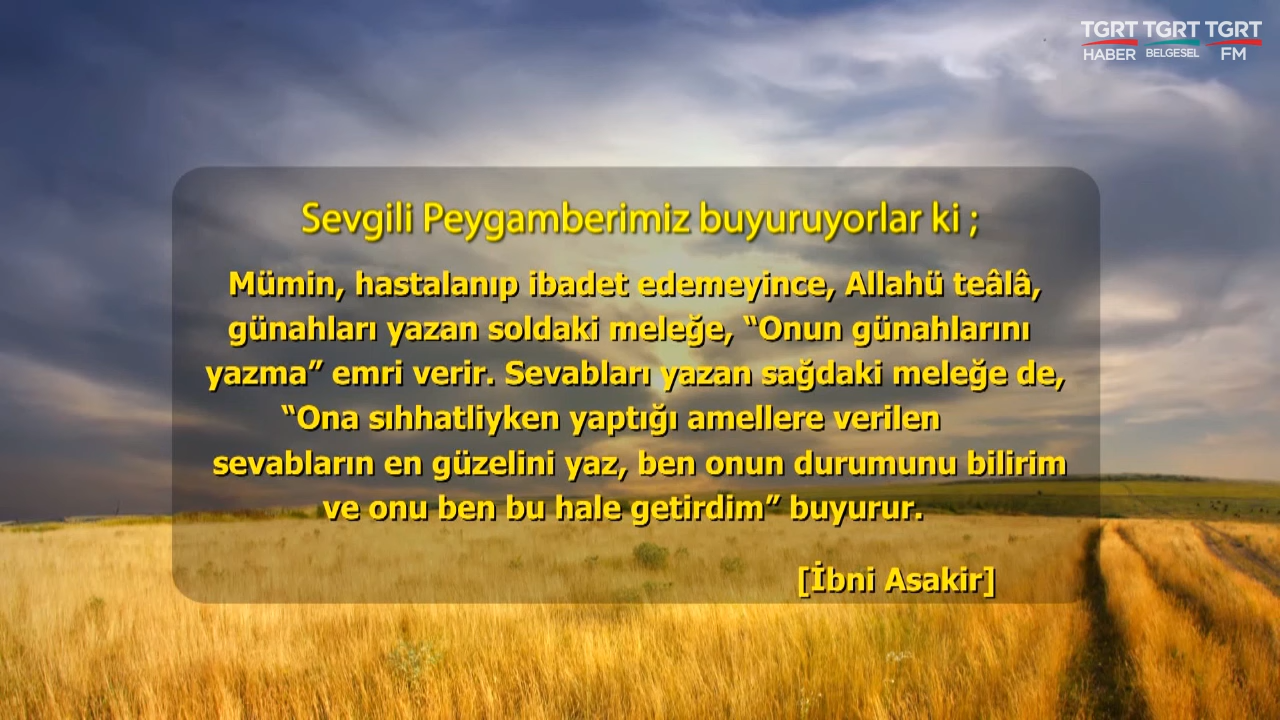 TGRT TGRT TGRT
HABER BELGESEL FM
Sevgili Peygamberimiz buyuruyorlar ki ;
Mümin, hastalanıp ibadet edemeyince, Allahü teâlâ,
günahları yazan soldaki meleğe, “Onun günahlarını
yazma” emri verir. Sevabları yazan sağdaki meleğe de,
“Ona sıhhatliyken yaptığı amellere verilen
sevabların en güzelini yaz, ben onun durumunu bilirim
ve onu ben bu hale getirdim” buyurur.
[İbni Asakir]